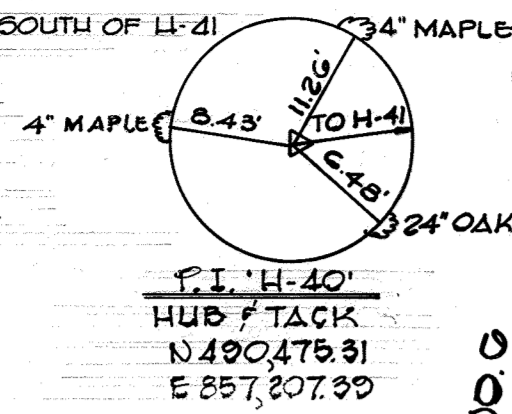 SOUTH OF H-41
4" MAPLE
11.26'
4" MAPLE
8.43'
TO H-41
6.48'
24" OAK
P.I. 'H-40'
HUB & TACK
N 490,475.31
E 857,207.39